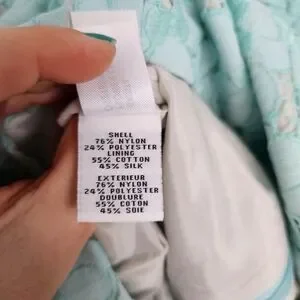 SHELL
76% NYLON
24% POLYESTER
LINING
55% COTTON
45% SILK
EXTERIEUR
76% NYLON
24% POLYESTER
DOUBLURE
55% COTTON
45% SOIE